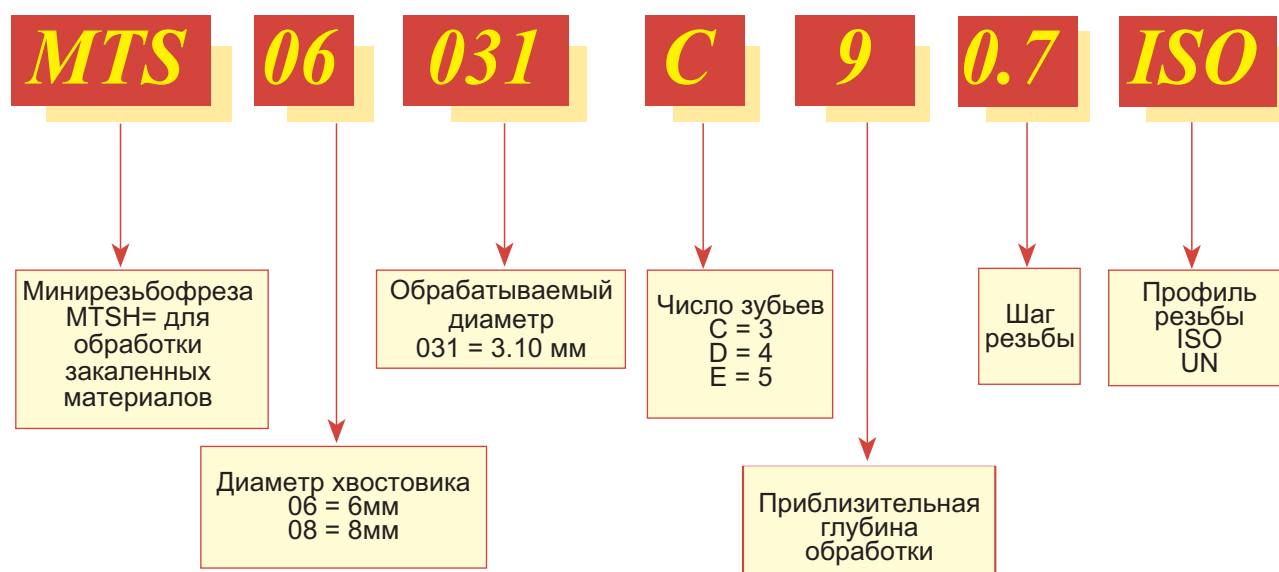 MTS 06 031 C 9 0.7 ISO
Минирезьбофреза
MTSH= для
обработки
закаленных
материалов
Диаметр хвостовика
06 = 6мм
08 = 8мм
Обрабатываемый
диаметр
031 = 3.10 мм
Число зубьев
C = 3
D = 4
E = 5
Приблизительная
глубина
обработки
Шаг
резьбы
Профиль
резьбы
ISO
UN